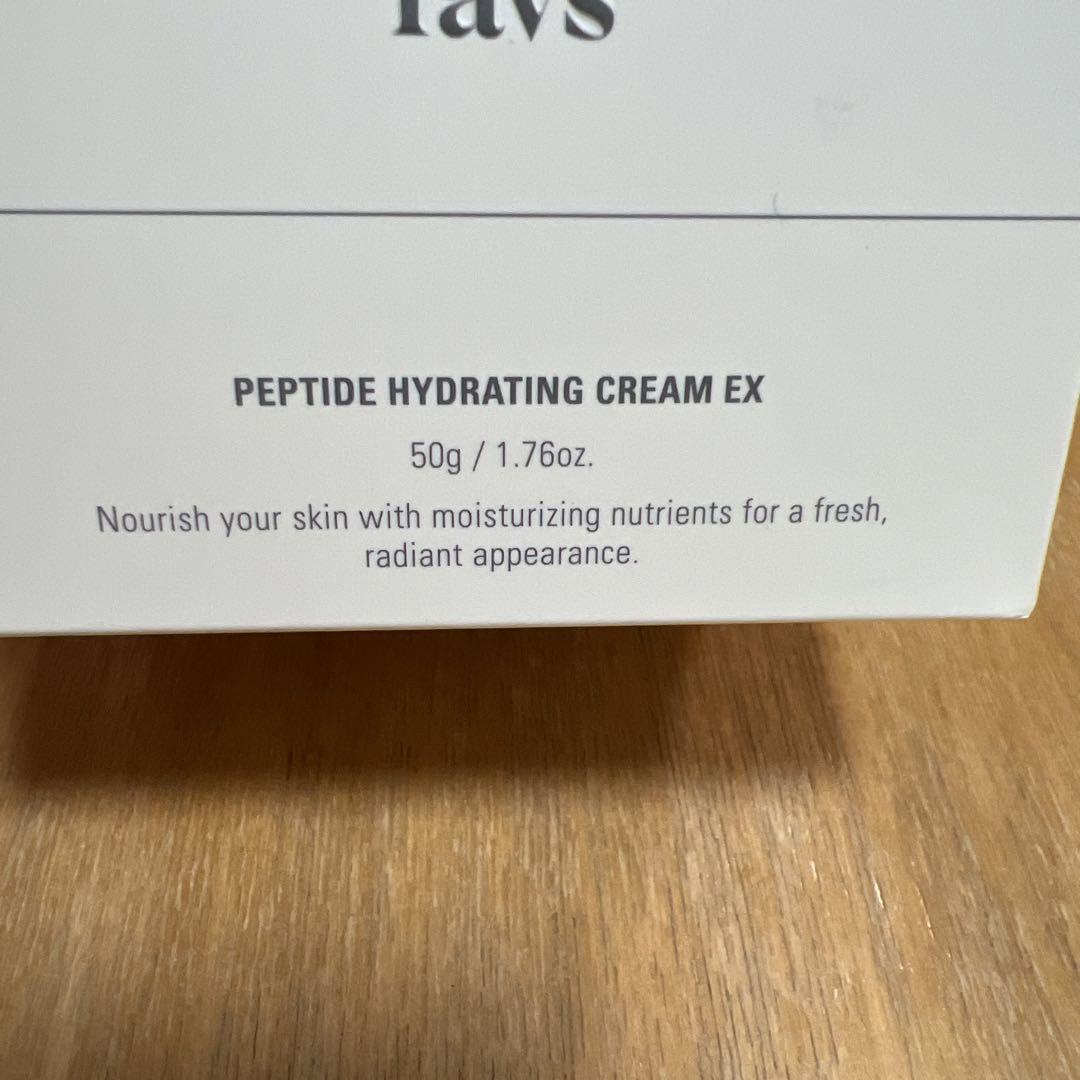 PEPTIDE HYDRATING CREAM EX
50g / 1.76oz.
Nourish your skin with moisturizing nutrients for a fresh,
radiant appearance.